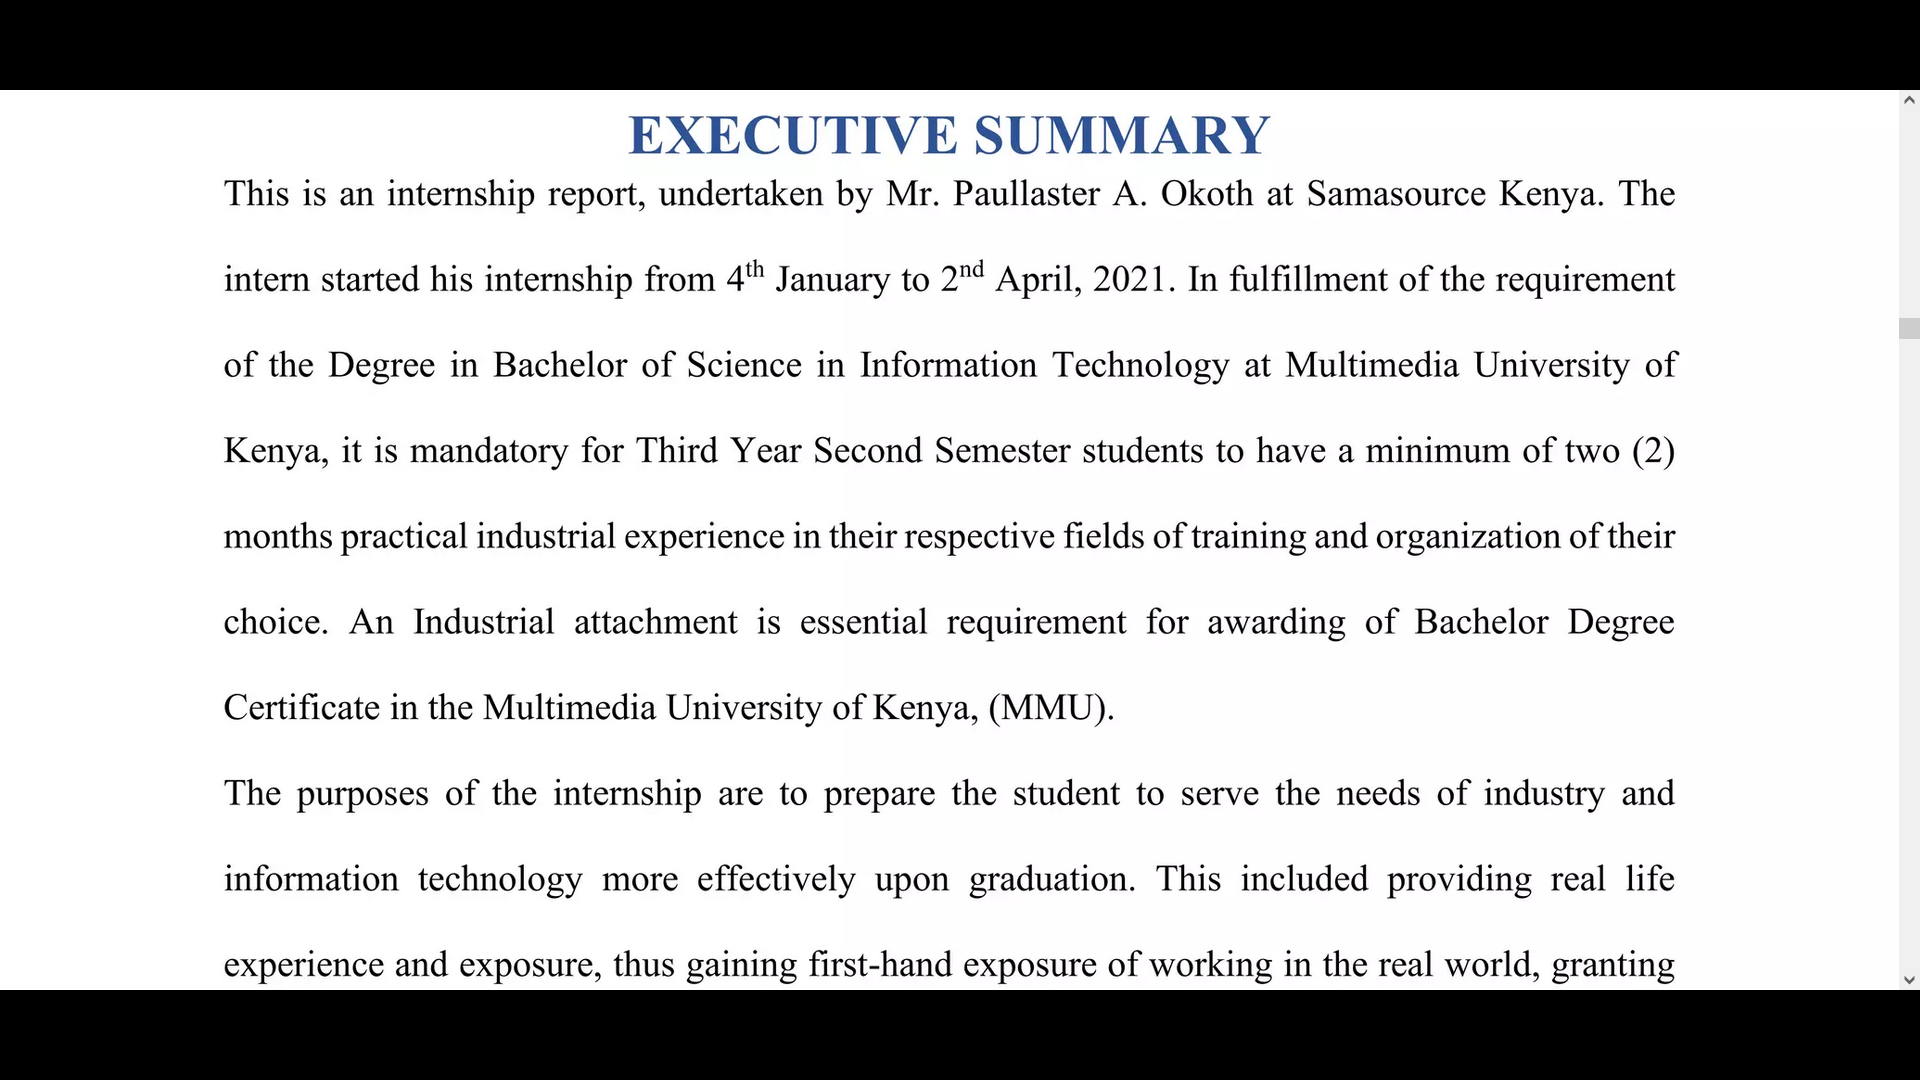 EXECUTIVE SUMMARY
This is an internship report, undertaken by Mr. Paullaster A. Okoth at Samasource Kenya. The
intern started his internship from 4th January to 2nd April, 2021. In fulfillment of the requirement
of the Degree in Bachelor of Science in Information Technology at Multimedia University of
Kenya, it is mandatory for Third Year Second Semester students to have a minimum of two (2)
months practical industrial experience in their respective fields of training and organization of their
choice. An Industrial attachment is essential requirement for awarding of Bachelor Degree
Certificate in the Multimedia University of Kenya, (MMU).
The purposes of the internship are to prepare the student to serve the needs of industry and
information technology more effectively upon graduation. This included providing real life
experience and exposure, thus gaining first-hand exposure of working in the real world, granting